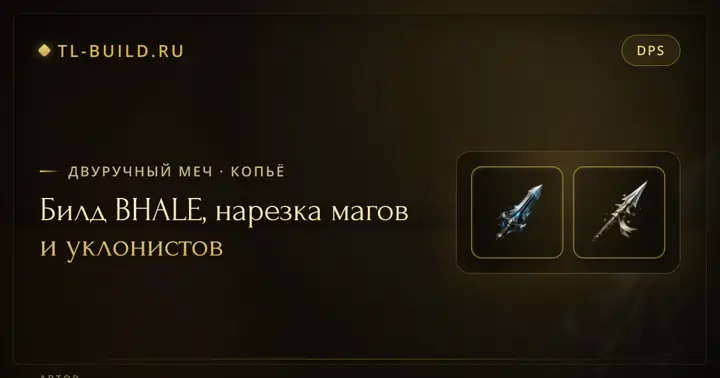 TL-BUILD.RU
DPS
ДВУРУЧНЫЙ МЕЧ · КОПЬЁ
Билд BHALE, нарезка магов
и уклонистов